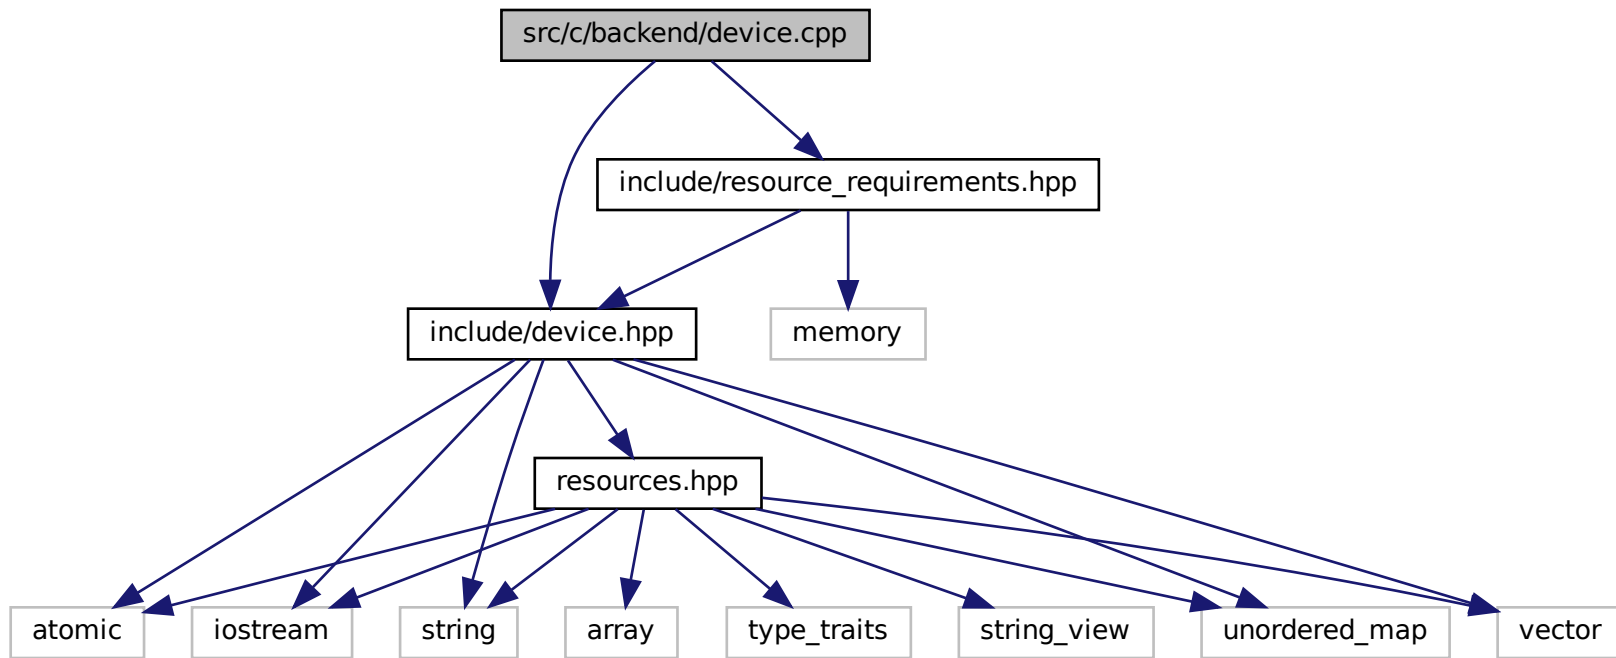 src/c/backend/device.cpp
include/resource_requirements.hpp
include/device.hpp
memory
resources.hpp
atomic
iostream
string
array
type_traits
string_view
unordered_map
vector